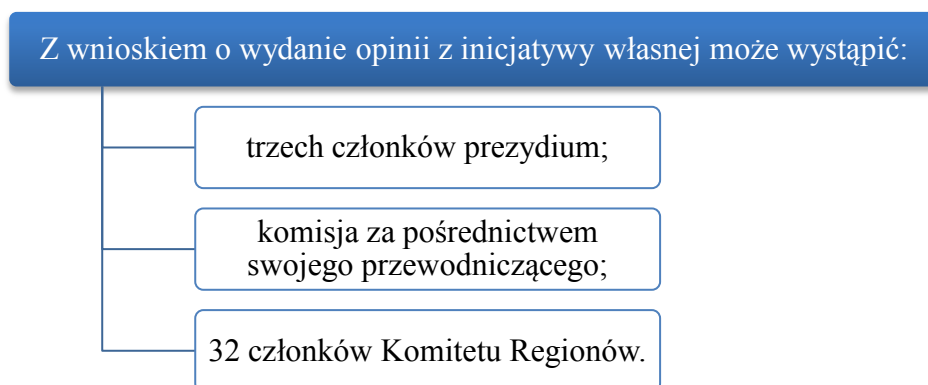 Z wnioskiem o wydanie opinii z inicjatywy własnej może wystąpić:
trzech członków prezydium;
komisja za pośrednictwem
swojego przewodniczącego;
32 członków Komitetu Regionów.